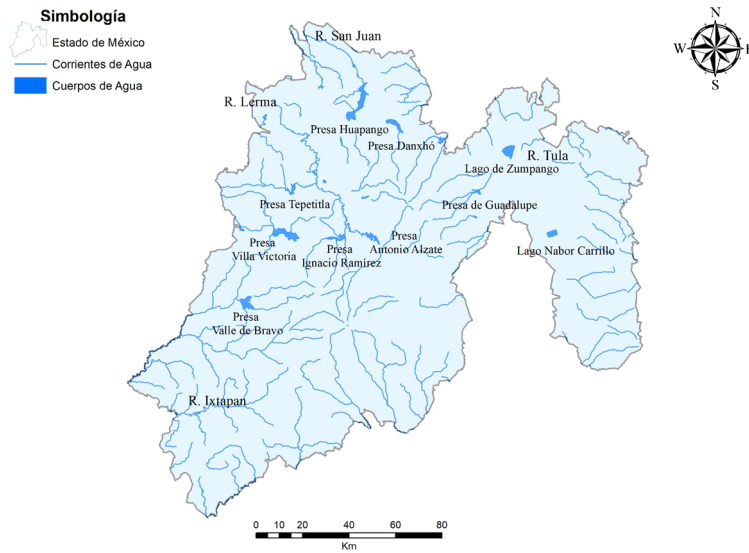 Simbología
Estado de México
Corrientes de Agua
Cuerpos de Agua
N
W
E
S
R. San Juan
R. Lerma
Presa Huapango
Presa Danxhó
R. Tula
Lago de Zumpango
Presa Tepetitla
Presa de Guadalupe
Presa
Villa Victoria
Presa
Ignacio Ramírez
Presa
Antonio Alzate
Lago Nabor Carrillo
Presa
Valle de Bravo
R. Ixtapan
0 10 20 40 60 80
Km